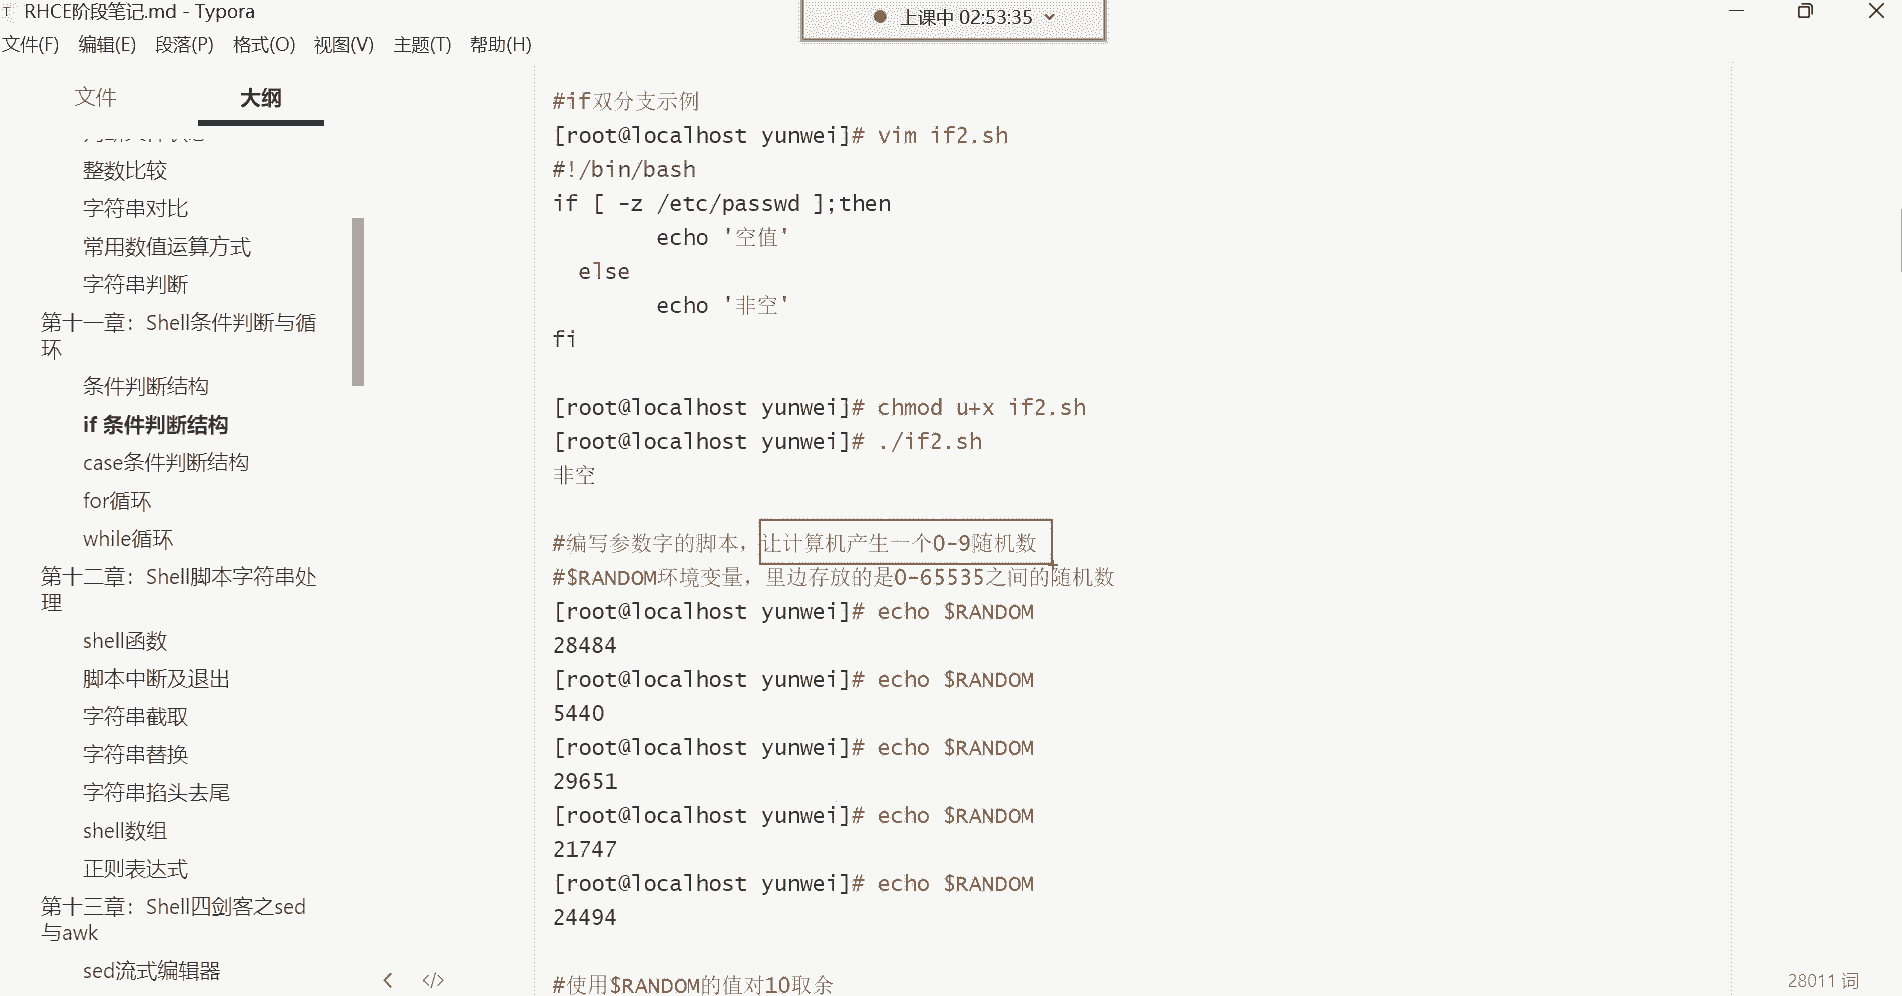 RHCE阶段笔记.md - Typora
上课中 02:53:35
文件(F) 编辑(E) 段落(P) 格式(O) 视图(V) 主题(T) 帮助(H)
文件 大纲
整数比较
字符串对比
常用数值运算方式
字符串判断
第十一章：Shell条件判断与循
环
条件判断结构
if 条件判断结构
case条件判断结构
for循环
while循环
第十二章：Shell脚本字符串处
理
shell函数
脚本中断及退出
字符串截取
字符串替换
字符串掐头去尾
shell数组
正则表达式
第十三章：Shell四剑客之sed
与awk
sed流式编辑器
#if双分支示例
[root@localhost yunwei]# vim if2.sh
#!/bin/bash
if [ -z /etc/passwd ];then
echo '空值'
else
echo '非空'
fi
[root@localhost yunwei]# chmod u+x if2.sh
[root@localhost yunwei]# ./if2.sh
非空
#编写参数字的脚本，让计算机产生一个0-9随机数
#$RANDOM环境变量，里边存放的是0-65535之间的随机数
[root@localhost yunwei]# echo $RANDOM
28484
[root@localhost yunwei]# echo $RANDOM
5440
[root@localhost yunwei]# echo $RANDOM
29651
[root@localhost yunwei]# echo $RANDOM
21747
[root@localhost yunwei]# echo $RANDOM
24494
#使用$RANDOM的值对10取余
28011 词